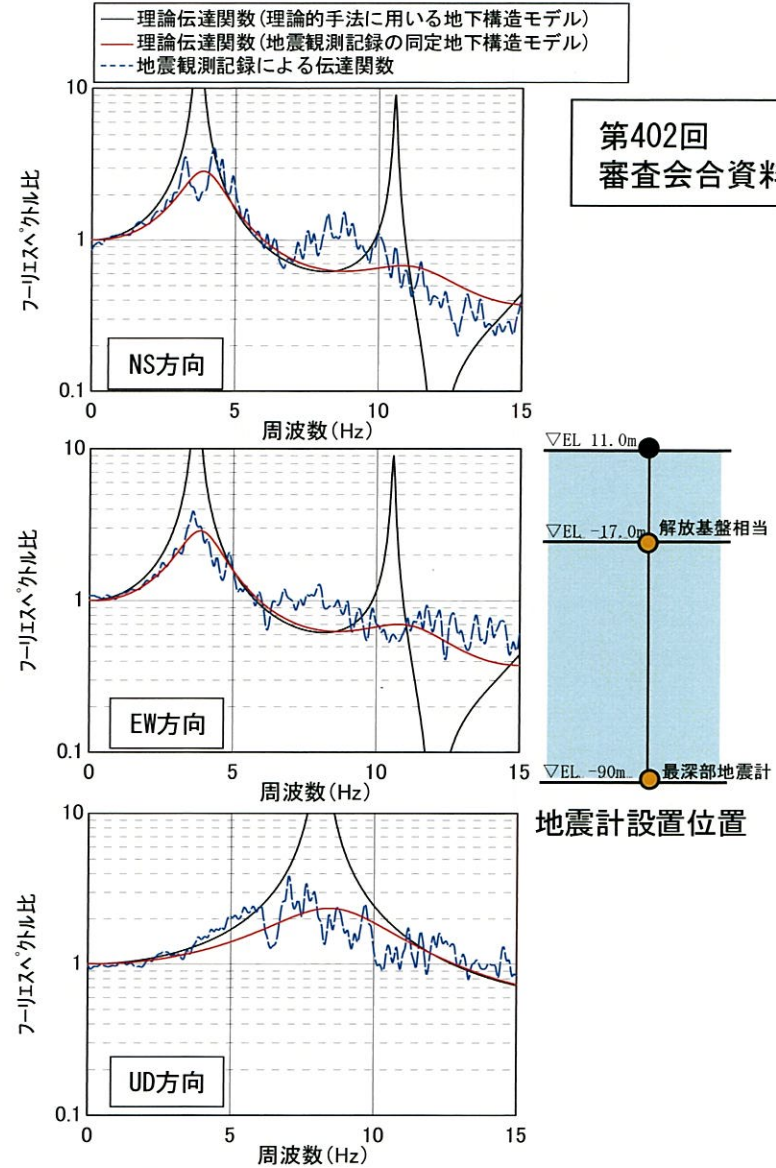 理論伝達関数(理論的手法に用いる地下構造モデル)
理論伝達関数(地震観測記録の同定地下構造モデル)
地震観測記録による伝達関数
第402回
審査会合資料
10
1
0.1
フーリエスペクトル比
NS方向
0 5 10 15
周波数(Hz)
10
1
0.1
フーリエスペクトル比
EW方向
0 5 10 15
周波数(Hz)
▽EL 11.0m
▽EL -17.0m 解放基盤相当
▽EL -90m 最深部地震計
地震計設置位置
10
1
0.1
フーリエスペクトル比
UD方向
0 5 10 15
周波数(Hz)